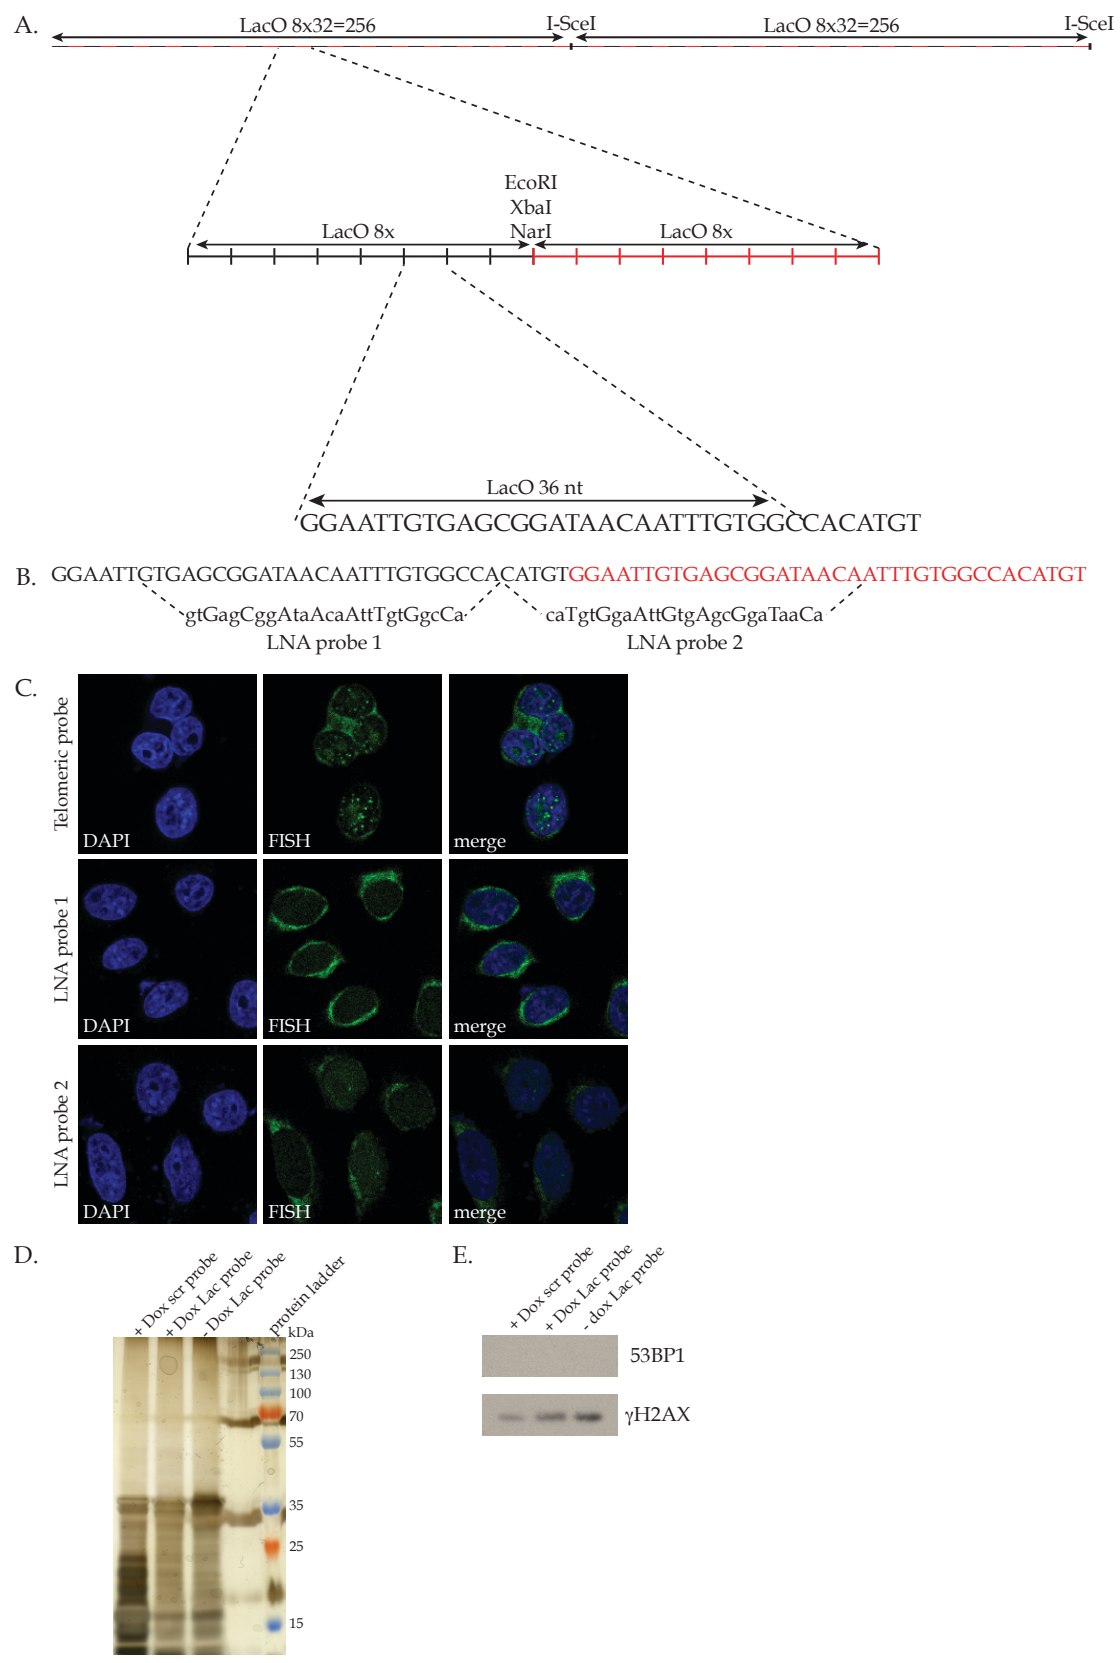 A.
LacO 8x32=256
I-SceI
LacO 8x32=256
I-SceI
EcoRI
XbaI
NarI
LacO 8x
LacO 8x
LacO 36 nt
GGAATTGTGAGCGGATAACAATTTGTGGCCACATGT
B.
GGAATTGTGAGCGGATAACAATTTGTGGCCACATGTGGAATTGTGAGCGGATAACAATTTGTGGCCACATGT
gtGagCggAtaAcaAttTgtGgcCa
caTgtGgaAttGtgAgcGgaTaaCa
LNA probe 1
LNA probe 2
C.
Telomeric probe
DAPI
FISH
merge
LNA probe 1
DAPI
FISH
merge
LNA probe 2
DAPI
FISH
merge
D.
+ Dox scr probe
+ Dox Lac probe
- Dox Lac probe
protein ladder
kDa
250
130
100
70
55
35
25
15
E.
+ Dox scr probe
+ Dox Lac probe
- dox Lac probe
53BP1
γH2AX